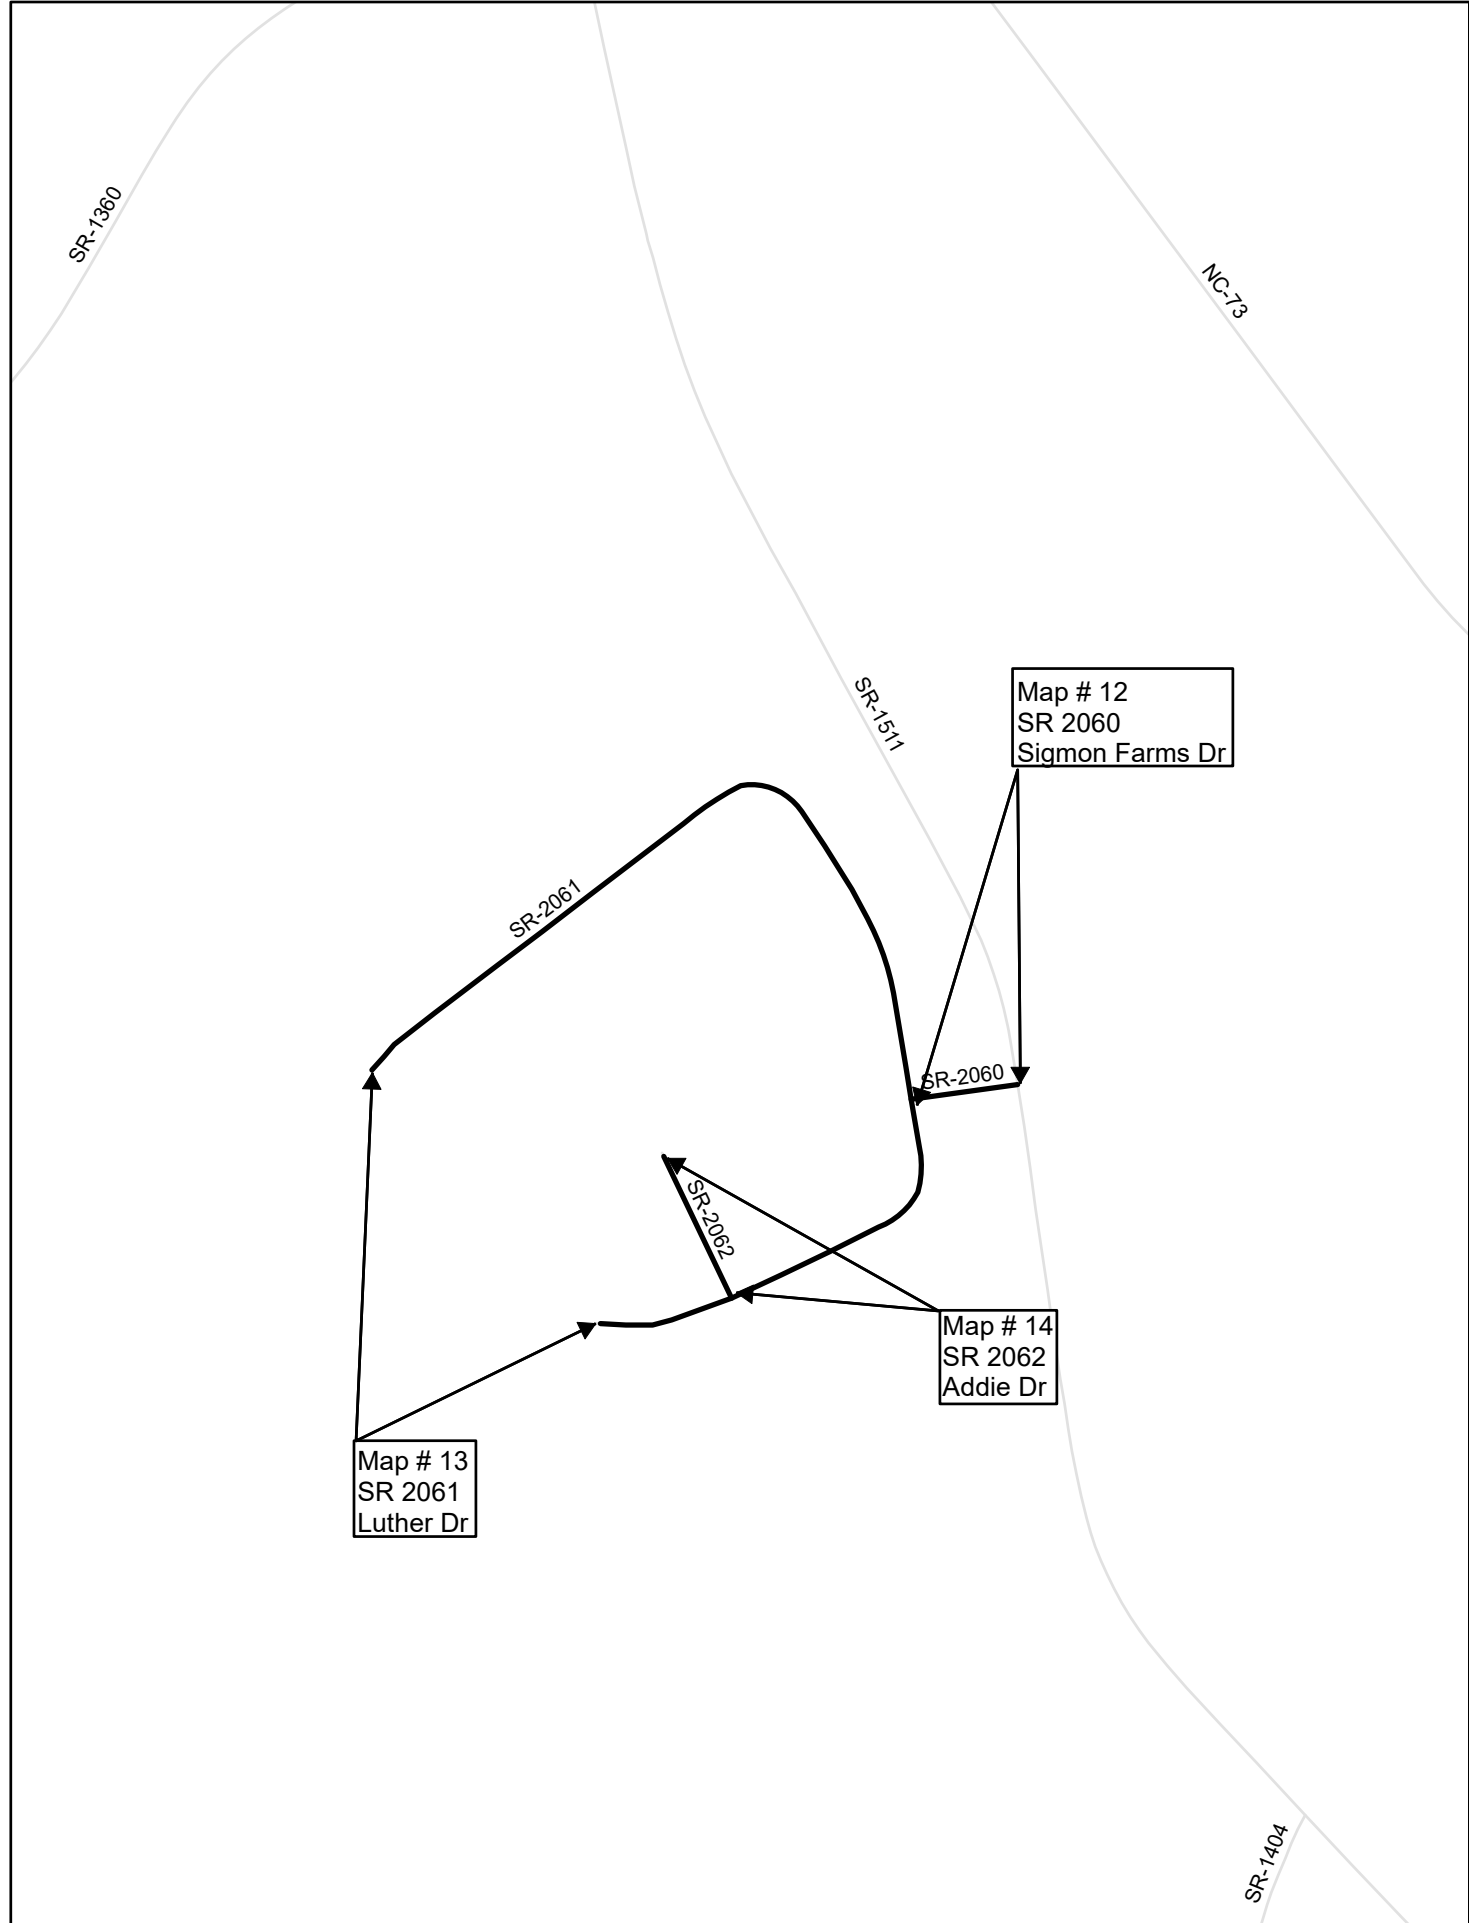 SR-1360
NC-73
SR-1511
Map # 12
SR 2060
Sigmon Farms Dr
SR-2061
SR-2060
SR-2062
Map # 14
SR 2062
Addie Dr
Map # 13
SR 2061
Luther Dr
SR-1404